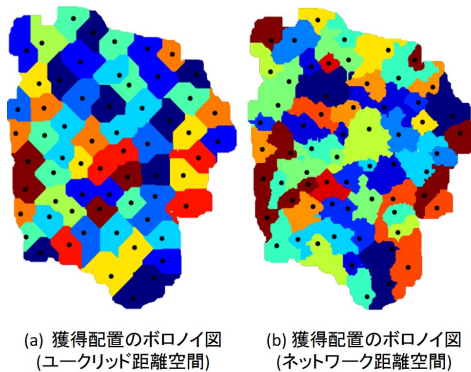 (a) 獲得配置のボロノイ図
(ユークリッド距離空間)
(b) 獲得配置のボロノイ図
(ネットワーク距離空間)